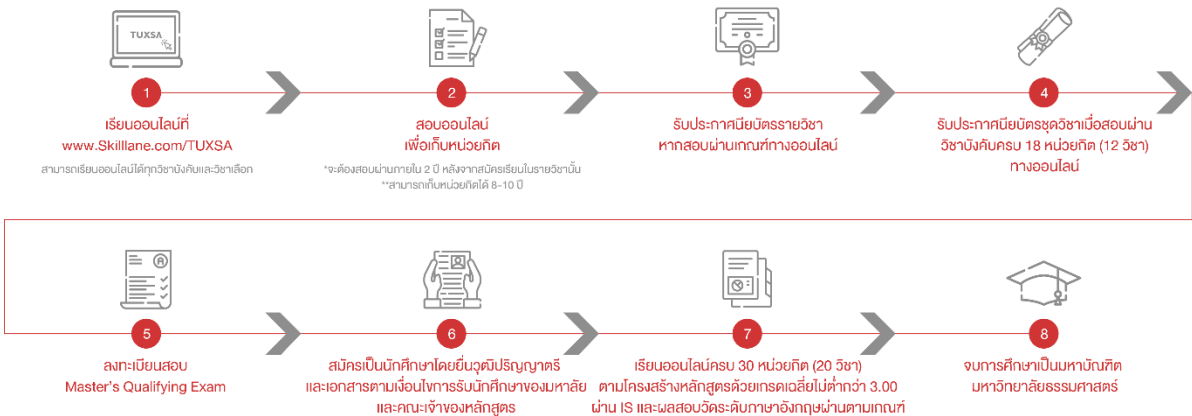 TUXSA
1
เรียนออนไลน์ที่
www.Skilllane.com/TUXSA
สามารถเรียนออนไลน์ได้ทุกวิชาบังคับและวิชาเลือก
2
สอบออนไลน์
เพื่อเก็บหน่วยกิต
*จะต้องสอบผ่านภายใน 2 ปี หลังจากสมัครเรียนในรายวิชานั้น
**สามารถเก็บหน่วยกิตได้ 8-10 ปี
3
รับประกาศนียบัตรรายวิชา
หากสอบผ่านเกณฑ์ทางออนไลน์
4
รับประกาศนียบัตรชุดวิชาเมื่อสอบผ่าน
วิชาบังคับครบ 18 หน่วยกิต (12 วิชา)
ทางออนไลน์
5
ลงทะเบียนสอบ
Master's Qualifying Exam
6
สมัครเป็นนักศึกษาโดยยื่นวุฒิปริญญาตรี
และเอกสารตามเงื่อนไขการรับนักศึกษาของมหาลัย
และคณะเจ้าของหลักสูตร
7
เรียนออนไลน์ครบ 30 หน่วยกิต (20 วิชา)
ตามโครงสร้างหลักสูตรด้วยเกรดเฉลี่ยไม่ต่ำกว่า 3.00
ผ่าน IS และผลสอบวัดระดับภาษาอังกฤษผ่านตามเกณฑ์
8
จบการศึกษาเป็นมหาบัณฑิต
มหาวิทยาลัยธรรมศาสตร์